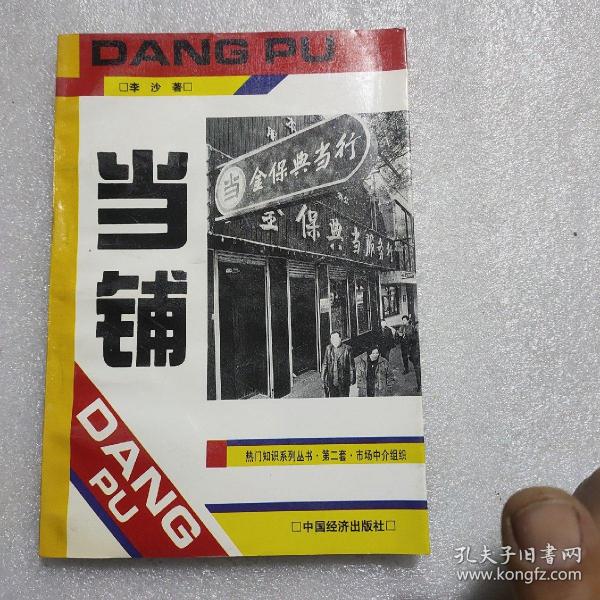 DANG PU
□李沙 著□
当铺
当 金保典当行
金保典当服务行
DANG
PU
热门知识系列丛书·第二套·市场中介组织
□中国经济出版社□
孔夫子旧书网
www.kongfz.com